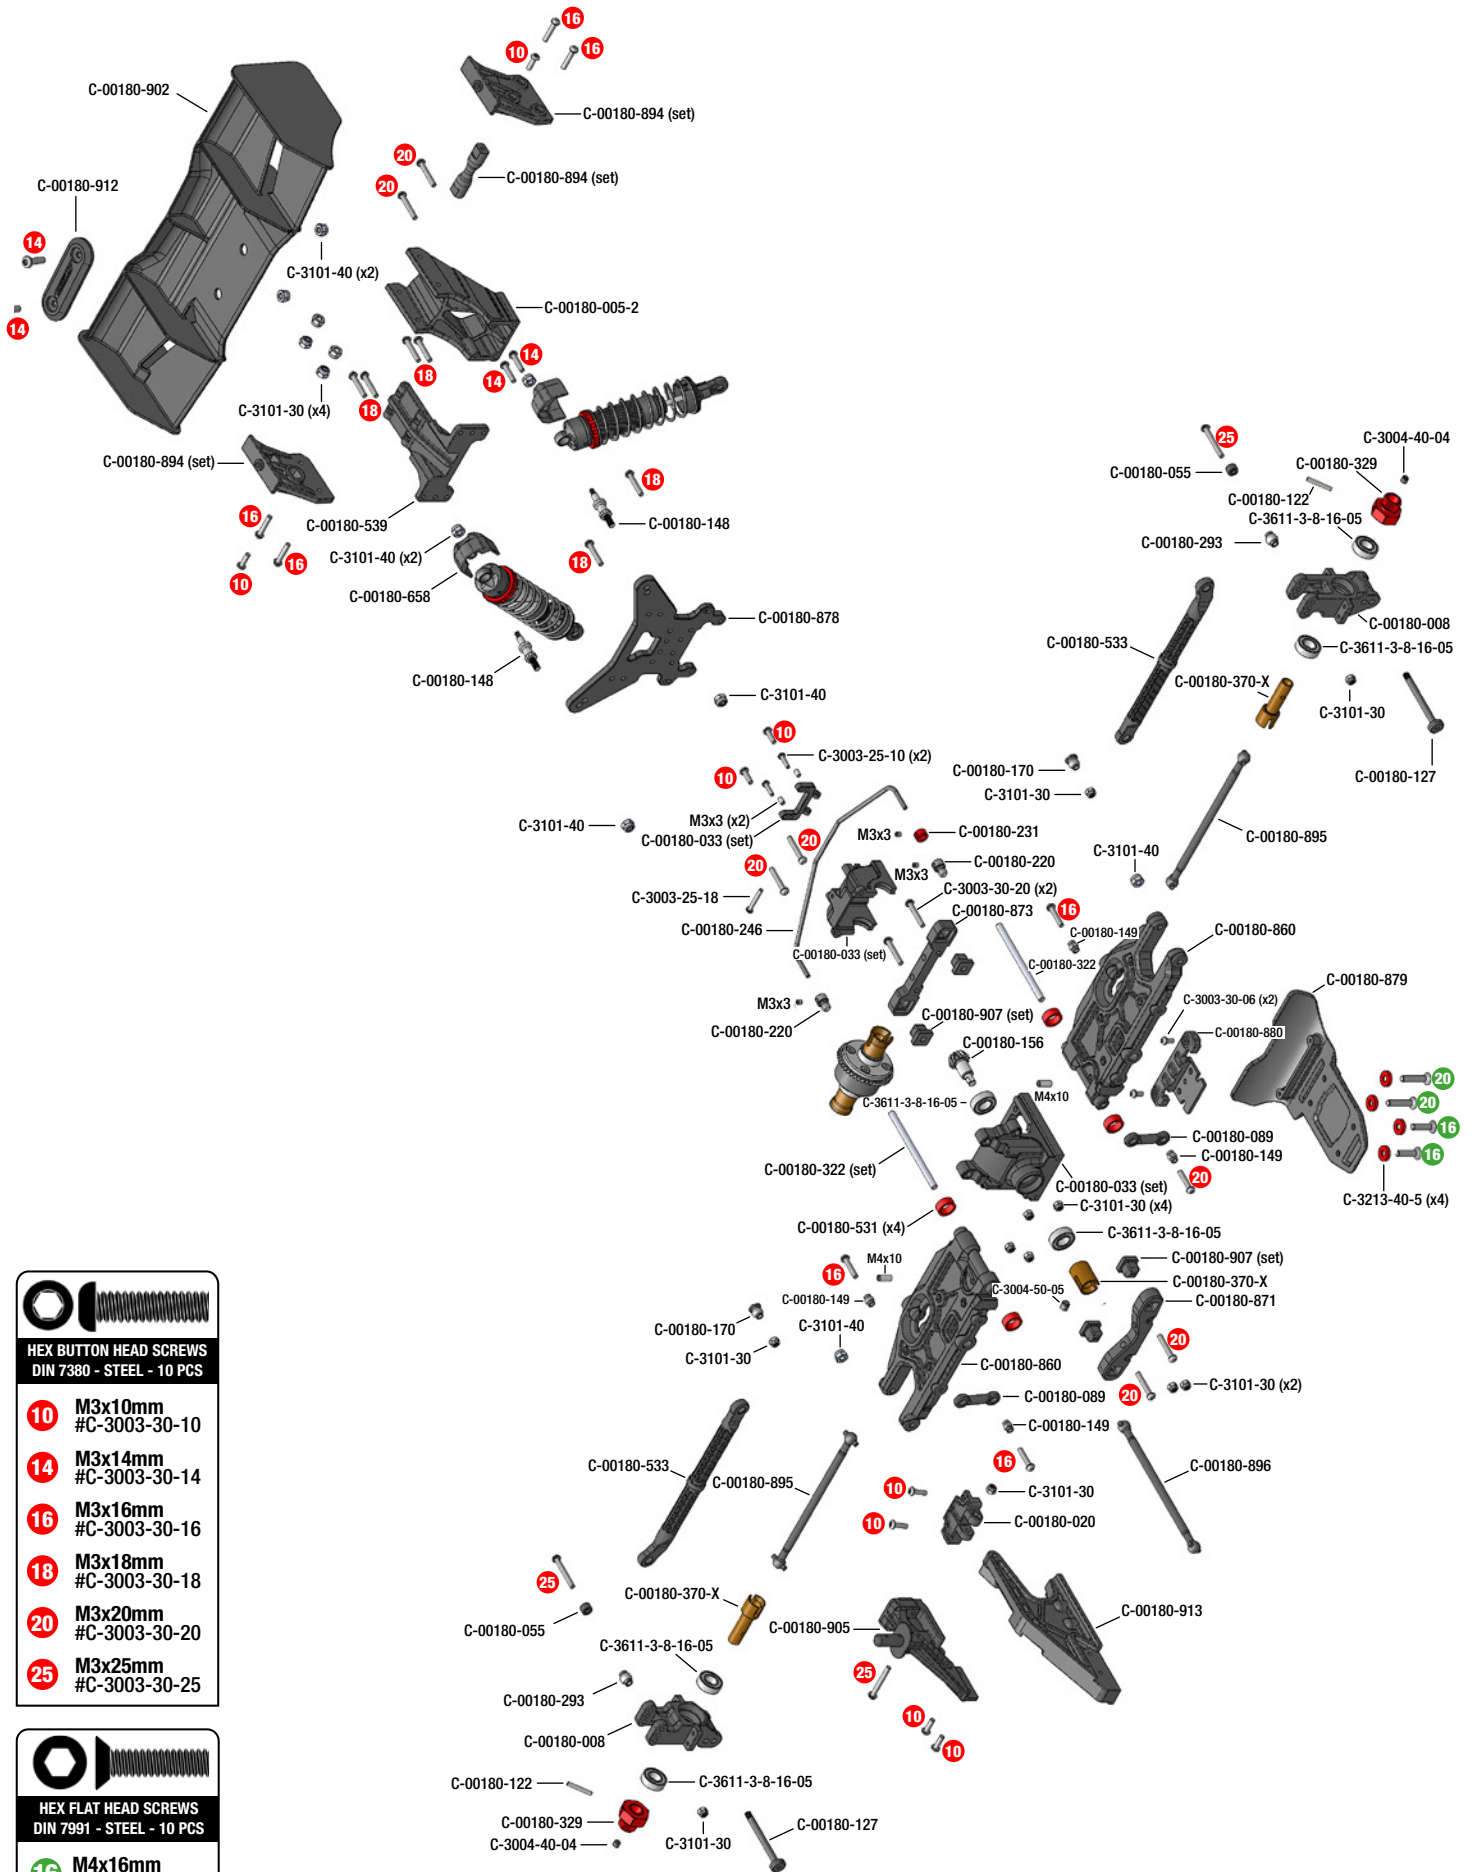 16
10
16
C-00180-902
C-00180-894 (set)
20
C-00180-894 (set)
20
C-00180-912
14
C-3101-40 (x2)
C-00180-005-2
14
14
14
18
C-3101-30 (x4)
18
C-00180-894 (set)
C-00180-539
16
16
10
C-3101-40 (x2)
C-00180-658
18
C-00180-148
18
C-00180-148
C-00180-878
C-3101-40
25
C-3004-40-04
C-00180-329
C-00180-055
C-00180-122
C-3611-3-8-16-05
C-00180-293
C-00180-008
C-00180-533
C-3611-3-8-16-05
C-00180-370-X
C-3101-30
C-00180-127
C-00180-170
C-3101-30
C-00180-895
10
C-3003-25-10 (x2)
10
C-3101-40
M3x3 (x2)
C-00180-033 (set)
20
M3x3
C-00180-231
C-3101-40
M3x3
C-00180-220
20
C-3003-25-18
C-3003-30-20 (x2)
C-00180-873
16
C-00180-246
C-00180-149
C-00180-860
C-00180-033 (set)
C-00180-322
C-00180-879
M3x3
C-3003-30-06 (x2)
C-00180-220
C-00180-907 (set)
C-00180-880
C-00180-156
M4x10
C-3611-3-8-16-05
20
20
16
16
C-00180-089
C-00180-149
C-00180-322 (set)
C-00180-033 (set)
20
C-3213-40-5 (x4)
C-3101-30 (x4)
C-00180-531 (x4)
C-3611-3-8-16-05
M4x10
16
C-00180-907 (set)
C-00180-370-X
C-3004-50-05
C-00180-149
C-00180-871
C-00180-170
C-3101-40
C-3101-30
20
C-00180-860
C-3101-30 (x2)
20
C-00180-089
C-00180-149
16
C-00180-533
C-00180-895
C-00180-896
10
C-3101-30
10
C-00180-020
25
C-00180-055
C-00180-370-X
C-00180-905
C-00180-913
C-3611-3-8-16-05
25
C-00180-293
C-00180-008
10
10
C-00180-122
C-3611-3-8-16-05
C-00180-329
C-3004-40-04
C-3101-30
C-00180-127
HEX BUTTON HEAD SCREWS
DIN 7380 - STEEL - 10 PCS
10 M3x10mm
#C-3003-30-10
14 M3x14mm
#C-3003-30-14
16 M3x16mm
#C-3003-30-16
18 M3x18mm
#C-3003-30-18
20 M3x20mm
#C-3003-30-20
25 M3x25mm
#C-3003-30-25
HEX FLAT HEAD SCREWS
DIN 7991 - STEEL - 10 PCS
16 M4x16mm